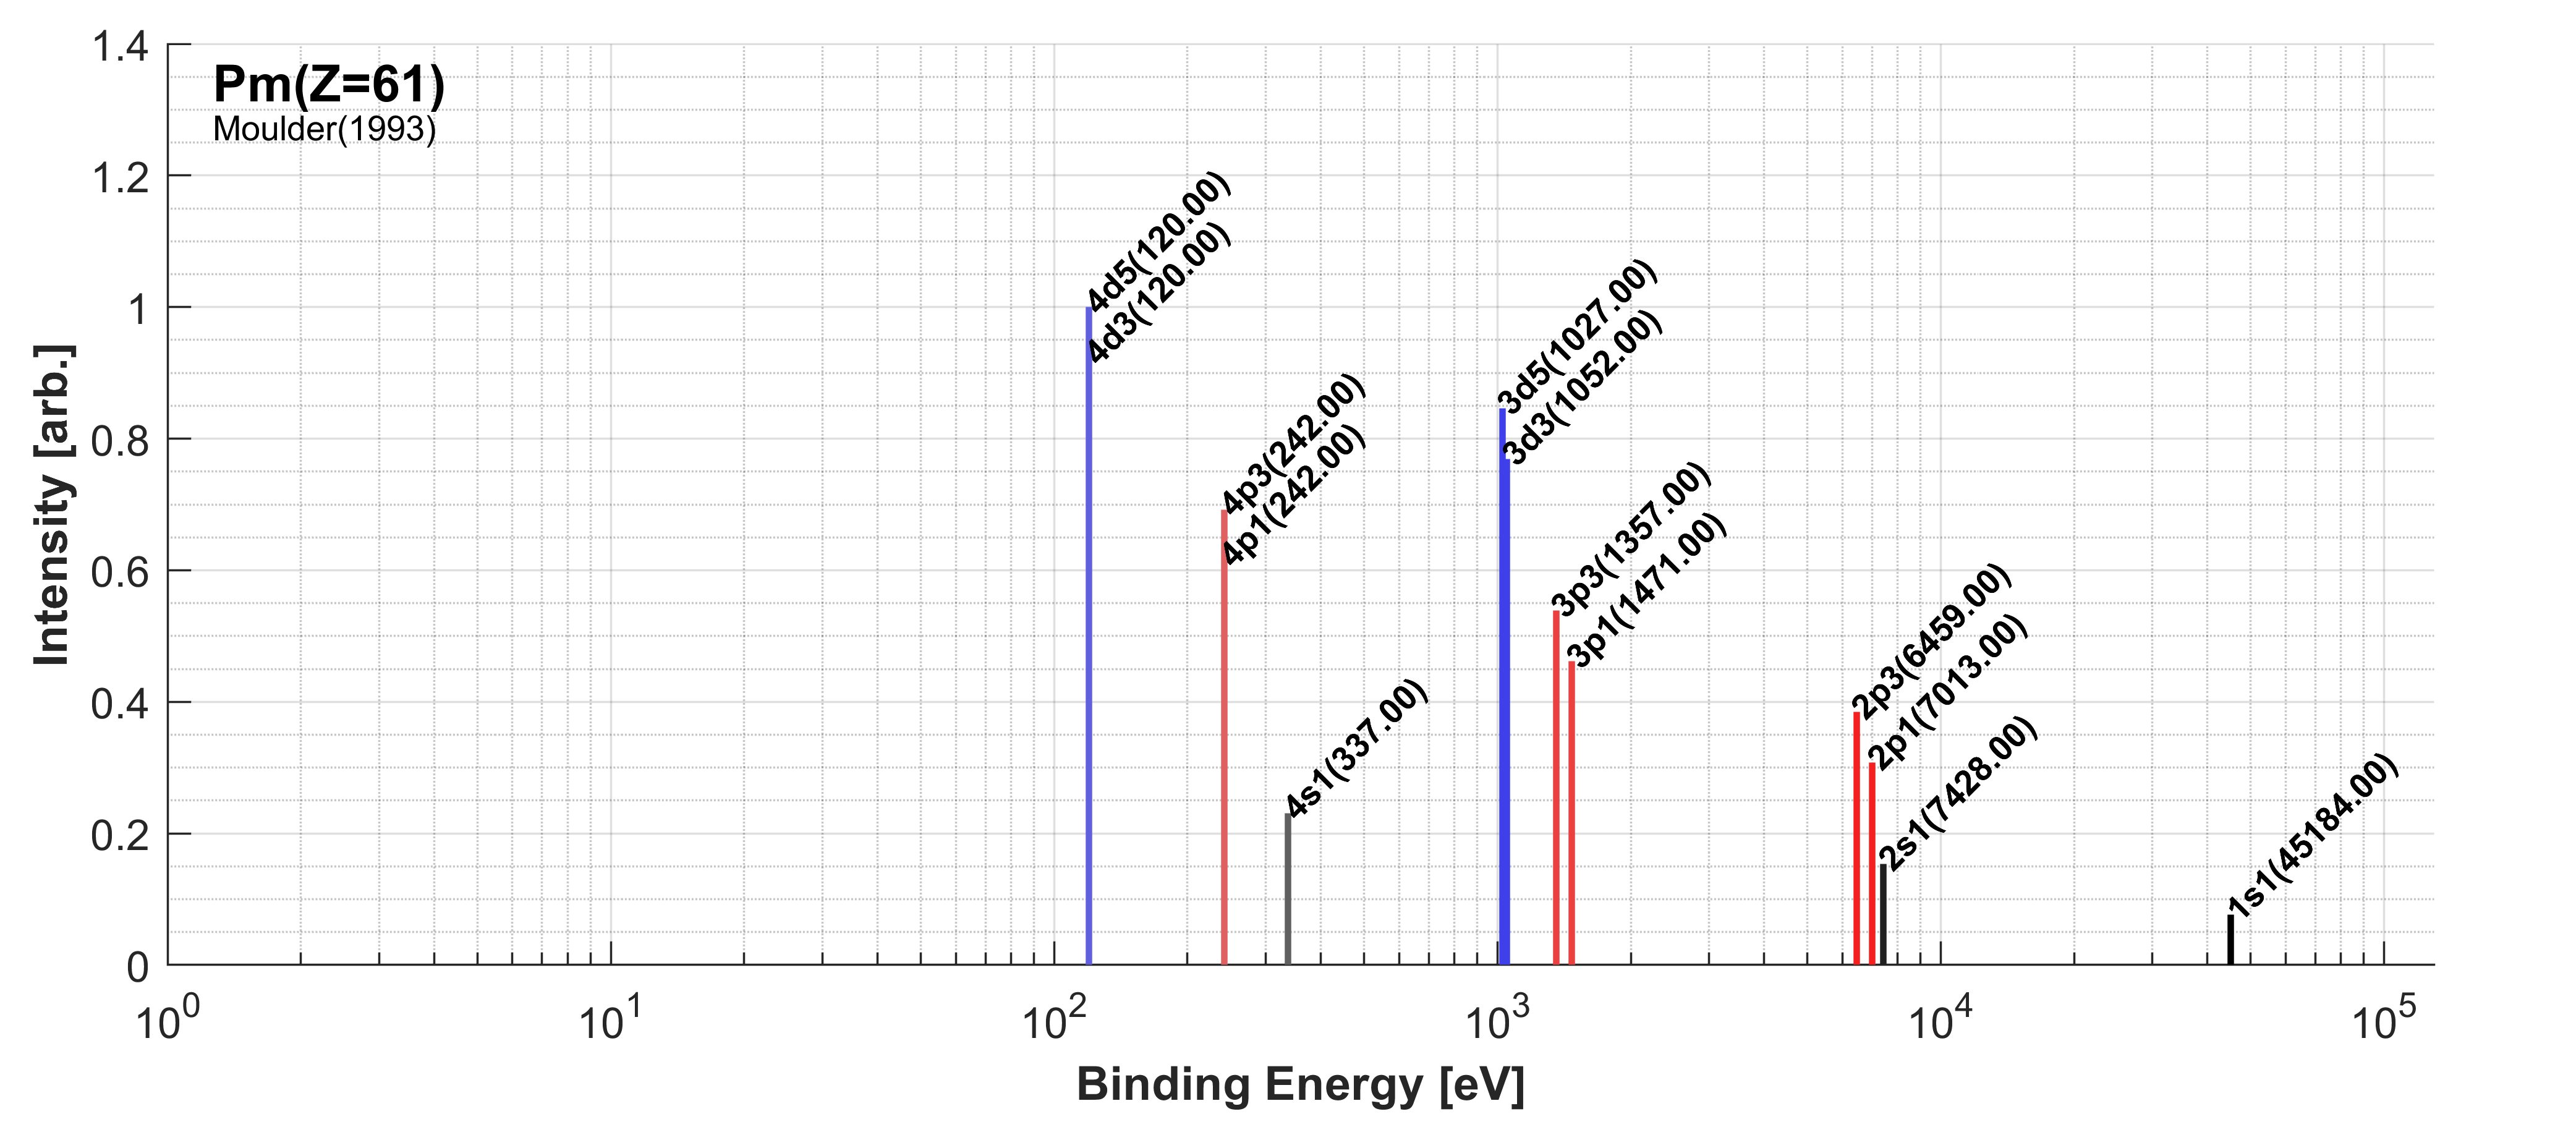 Pm(Z=61)
Moulder(1993)
1.4
1.2
1
0.8
0.6
0.4
0.2
0
Intensity [arb.]
4d5(120.00)
4d3(120.00)
4p3(242.00)
4p1(242.00)
4s1(337.00)
3d5(1027.00)
3d3(1052.00)
3p3(1357.00)
3p1(1471.00)
2p3(6459.00)
2p1(7013.00)
2s1(7428.00)
1s1(45184.00)
10^0 10^1 10^2 10^3 10^4 10^5
Binding Energy [eV]